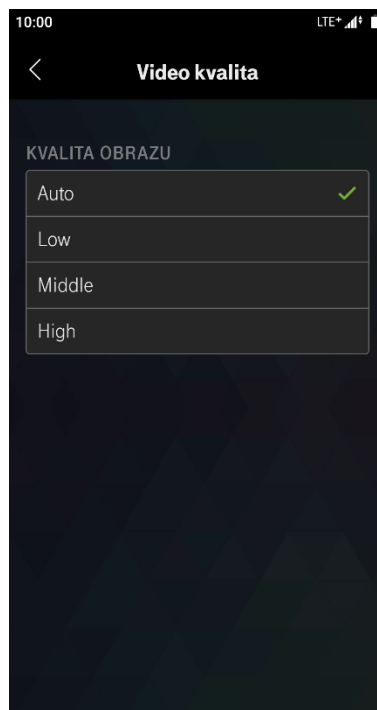 10:00 LTE+
Video kvalita
KVALITA OBRAZU
Auto
Low
Middle
High